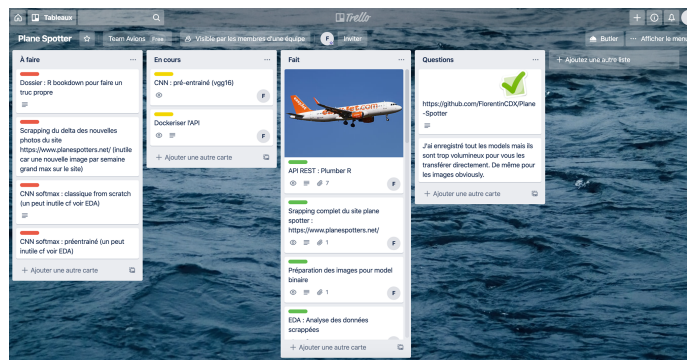 Tableaux
Trello
Plane Spotter
Team Avions
Free
Visible par les membres d'une équipe
F
Inviter
Butler
··· Afficher le menu
À faire
Dossier : R bookdown pour faire un
truc propre
Scrapping du delta des nouvelles
photos du site
https://www.planespotters.net/ (inutile
car une nouvelle image par semaine
grand max sur le site)
CNN softmax : classique from scratch
(un peut inutile cf voir EDA)
CNN softmax : préentrainé (un peut
inutile cf voir EDA)
+ Ajouter une autre carte
En cours
CNN : pré-entrainé (vgg16)
F
Dockeriser l'API
F
+ Ajouter une autre carte
Fait
easyJet.com
API REST : Plumber R
7
F
Srapping complet du site plane
spotter :
https://www.planespotters.net/
1
F
Préparation des images pour model
binaire
1
F
EDA : Analyse des données
scrappées
+ Ajouter une autre carte
Questions
https://github.com/FlorentinCDX/Plane
-Spotter
J'ai enregistré tout les models mais ils
sont trop volumineux pour vous les
transférer directement. De même pour
les images obviously.
+ Ajouter une autre carte
+ Ajoutez une autre liste